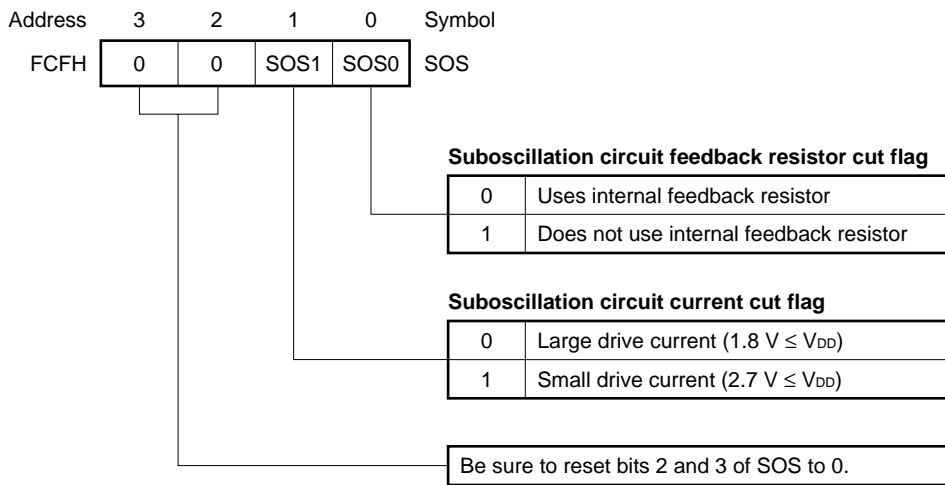 Address 3 2 1 0 Symbol
FCFH 0 0 SOS1 SOS0 SOS
Suboscillation circuit feedback resistor cut flag
0 Uses internal feedback resistor
1 Does not use internal feedback resistor
Suboscillation circuit current cut flag
0 Large drive current (1.8 V ≤ VDD)
1 Small drive current (2.7 V ≤ VDD)
Be sure to reset bits 2 and 3 of SOS to 0.